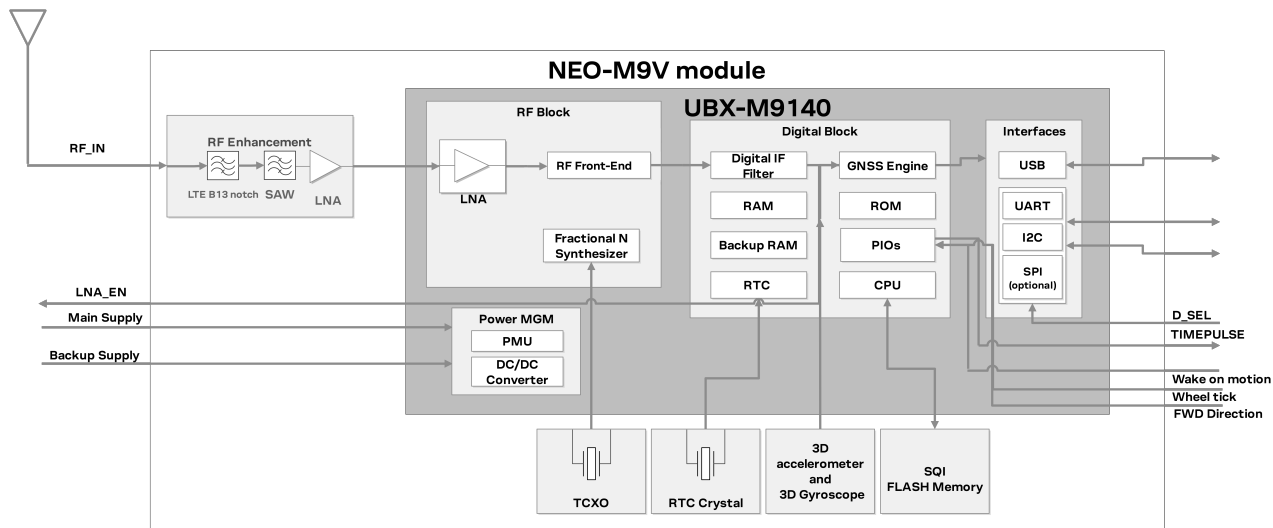 NEO-M9V module
UBX-M9140
RF_IN
RF Enhancement
LTE B13 notch
SAW
LNA
RF Block
LNA
RF Front-End
Fractional N
Synthesizer
Digital Block
Digital IF
Filter
GNSS Engine
RAM
ROM
Backup RAM
PIOs
RTC
CPU
Interfaces
USB
UART
I2C
SPI
(optional)
LNA_EN
Main Supply
Backup Supply
Power MGM
PMU
DC/DC
Converter
D_SEL
TIMEPULSE
Wake on motion
Wheel tick
FWD Direction
TCXO
RTC Crystal
3D
accelerometer
and
3D Gyroscope
SQI
FLASH Memory